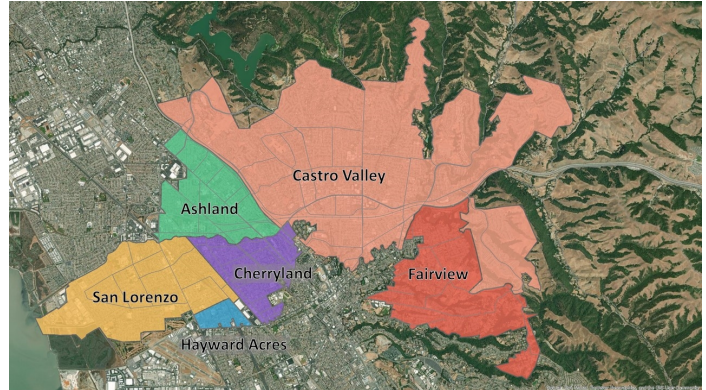 Castro Valley
Ashland
Cherryland
Fairview
San Lorenzo
Hayward Acres